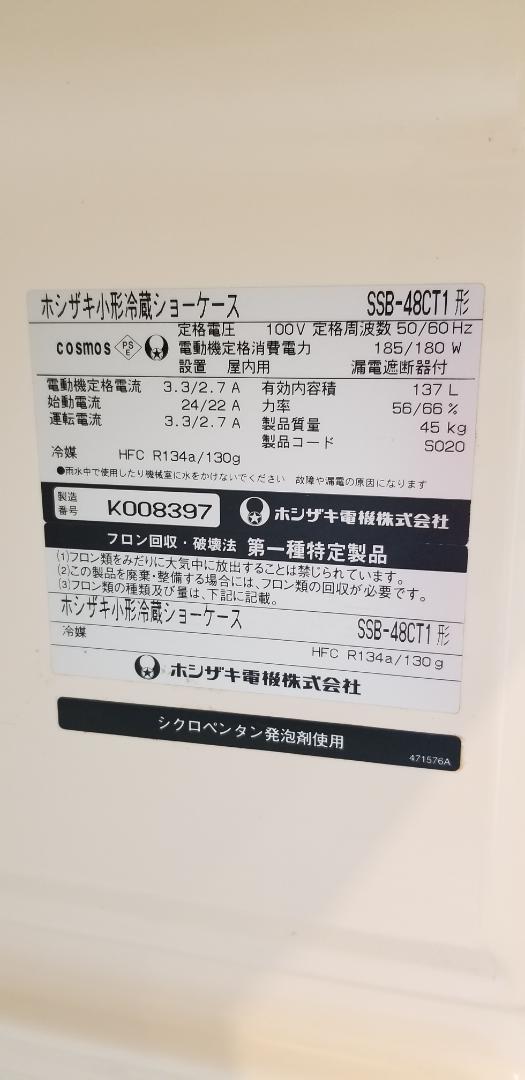 ホシザキ小形冷蔵ショーケース SSB-48CT1 形
定格電圧 100V 定格周波数 50/60Hz
cosmos PS E 電動機定格消費電力 185/180 W
設置 屋内用 漏電遮断器付
電動機定格電流 3.3/2.7 A 有効内容積 137 L
始動電流 24/22 A 力率 56/66 %
運転電流 3.3/2.7 A 製品質量 45 kg
製品コード S020
冷媒 HFC R134a/130g
●雨水中で使用したり機械室に水をかけないでください 故障や漏電の原因になります
製造番号 K008397 ホシザキ電機株式会社
フロン回収・破壊法 第一種特定製品
(1)フロン類をみだりに大気中に放出することは禁じられています。
(2)この製品を廃棄・整備する場合には、フロン類の回収が必要です。
(3)フロン類の種類及び量は、下記に記載。
ホシザキ小形冷蔵ショーケース SSB-48CT1 形
冷媒 HFC R134a/130g
ホシザキ電機株式会社
シクロペンタン発泡剤使用
471576A